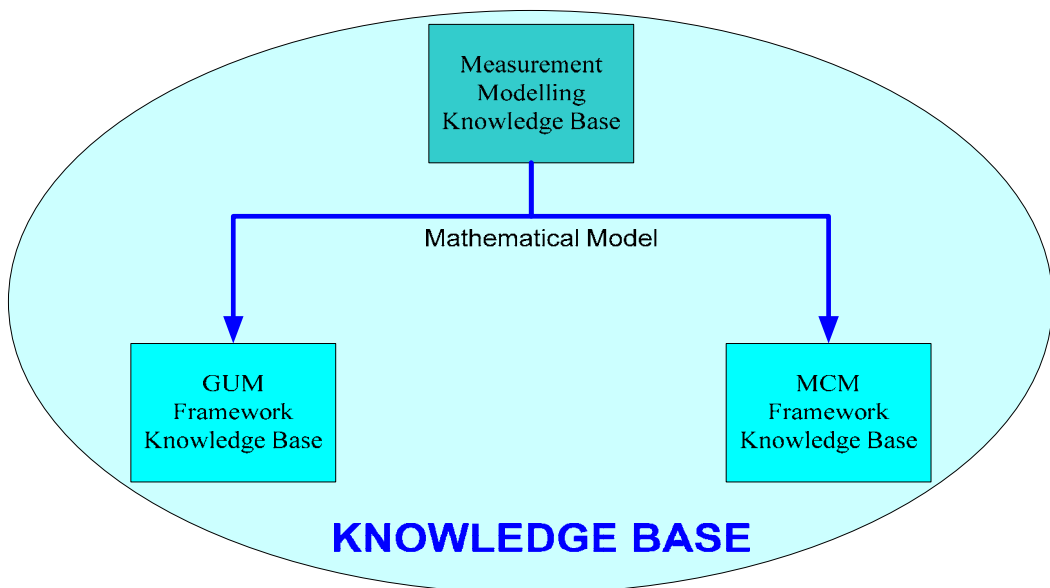 Measurement
Modelling
Knowledge Base
Mathematical Model
GUM
Framework
Knowledge Base
MCM
Framework
Knowledge Base
KNOWLEDGE BASE